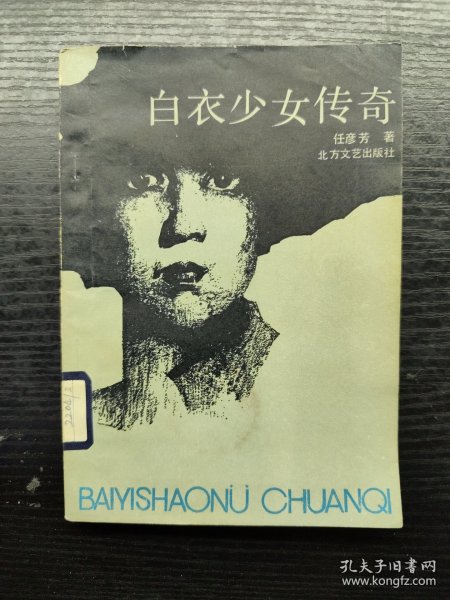 白衣少女传奇
任彦芳 著
北方文艺出版社
BAIYISHAONÜ CHUANQI
孔夫子旧书网
www.kongfz.com